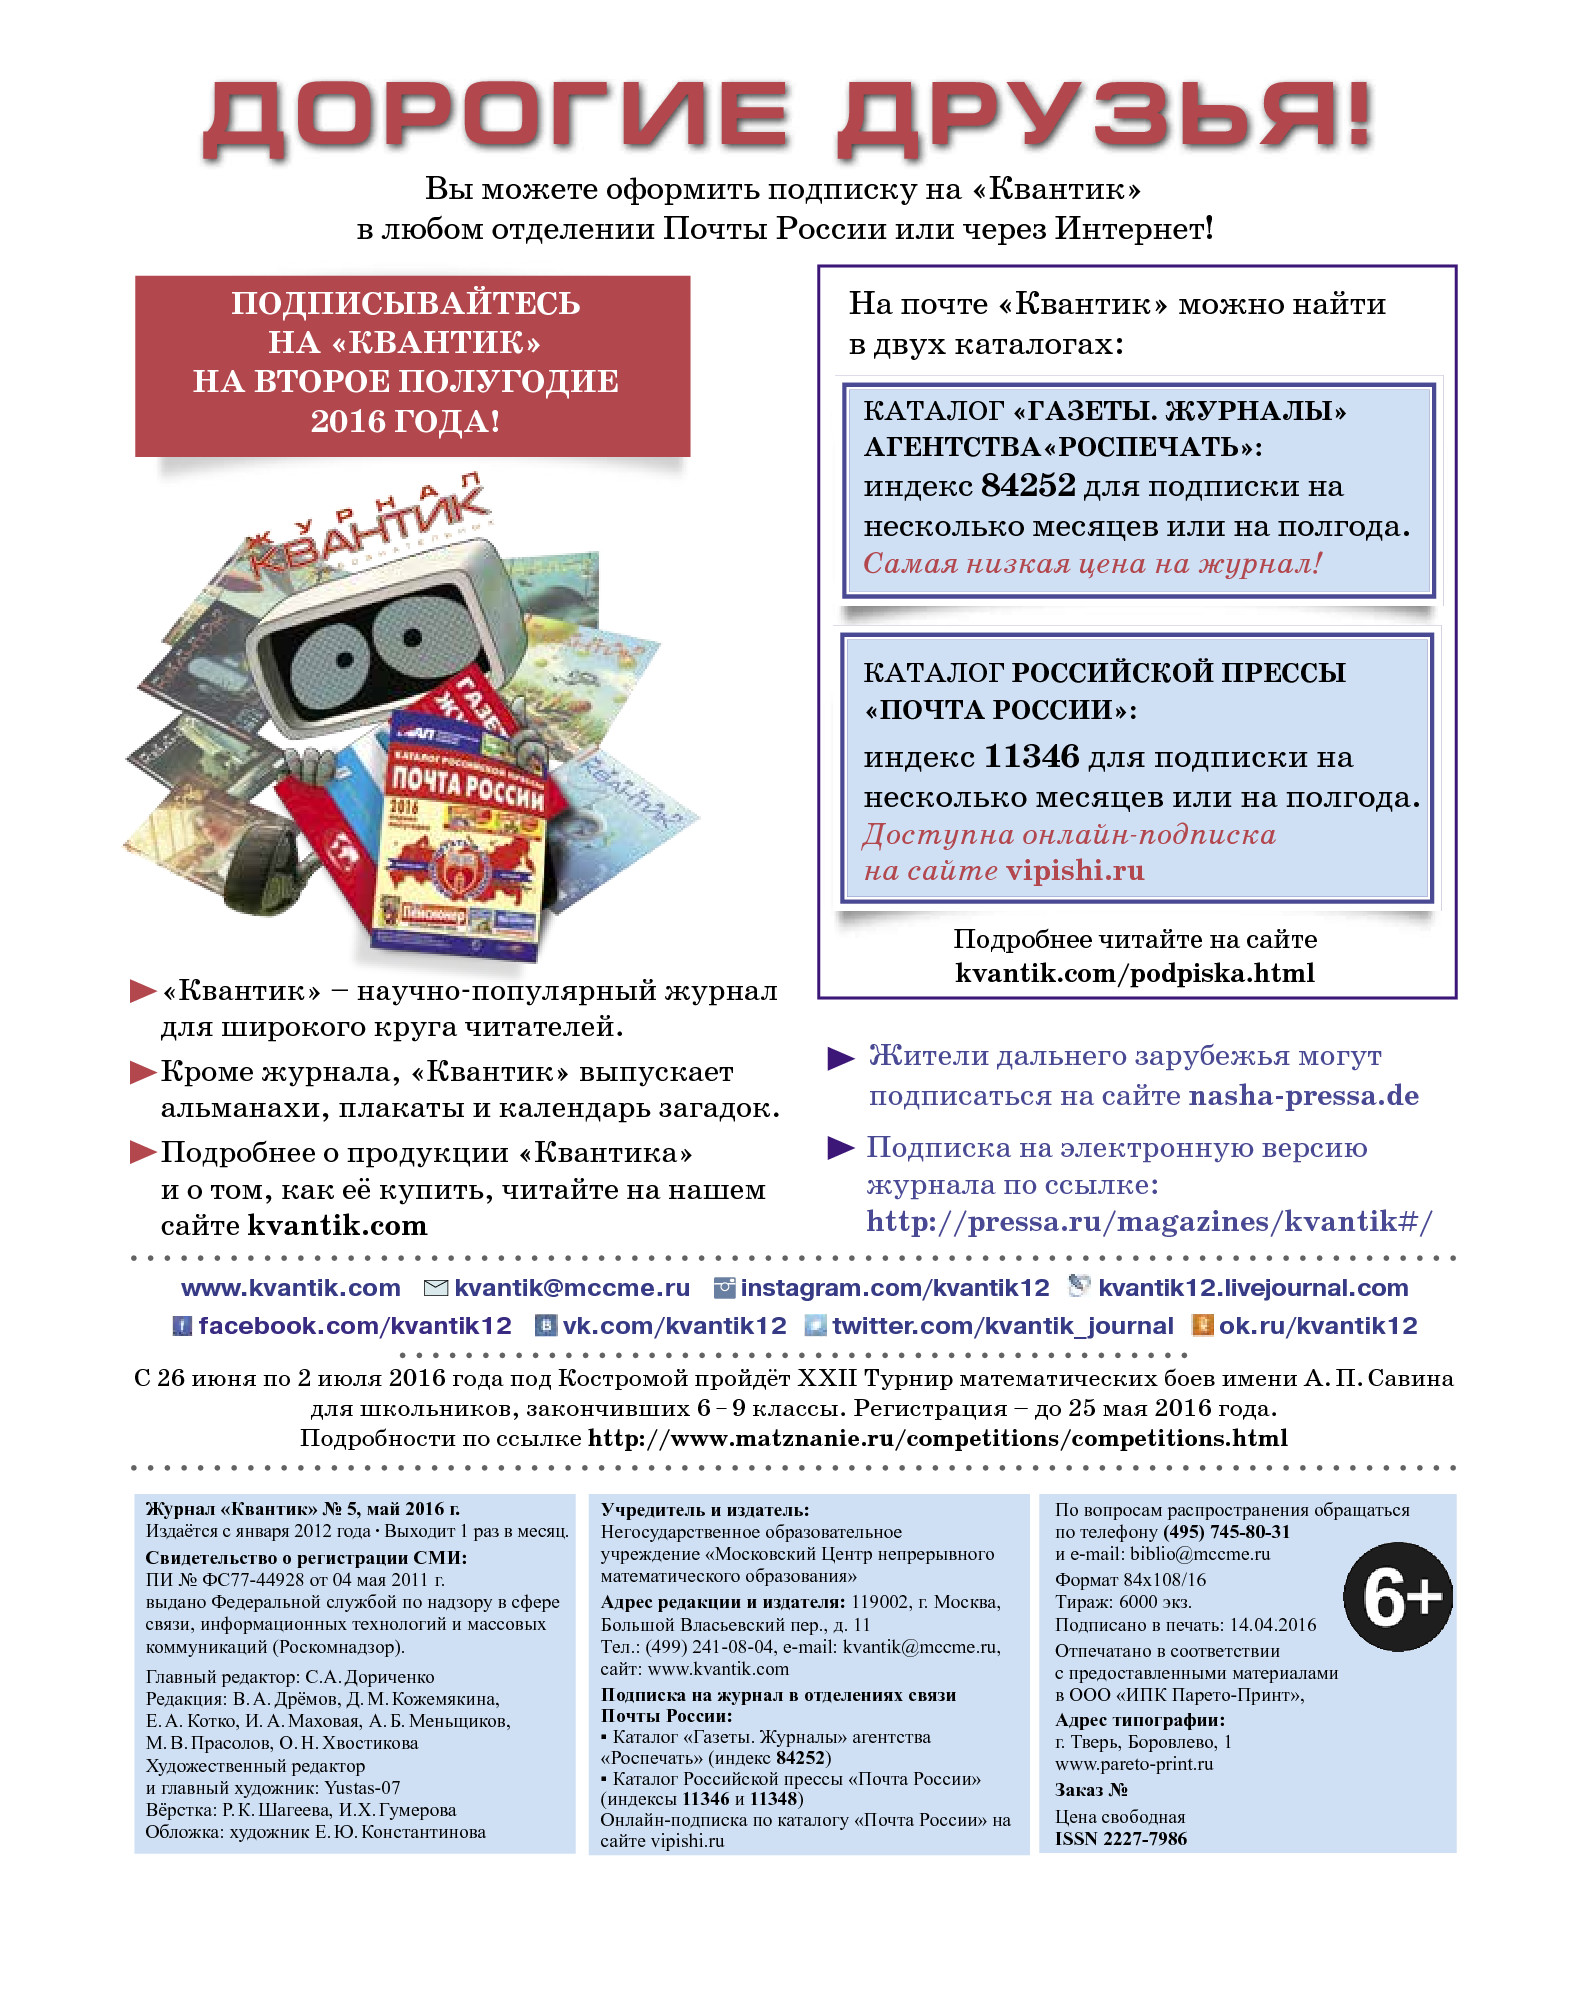 ДОРОГИЕ ДРУЗЬЯ!
Вы можете оформить подписку на «Квантик»
в любом отделении Почты России или через Интернет!
ПОДПИСЫВАЙТЕСЬ
НА «КВАНТИК»
НА ВТОРОЕ ПОЛУГОДИЕ
2016 ГОДА!
ЖУРНАЛ
КВАНТИК
КАТАЛОГ РОССИЙСКОЙ ПРЕССЫ
ПОЧТА РОССИИ
2016
Пенсионер
КВАНТИК
«Квантик» – научно-популярный журнал
для широкого круга читателей.
Кроме журнала, «Квантик» выпускает
альманахи, плакаты и календарь загадок.
Подробнее о продукции «Квантика»
и о том, как её купить, читайте на нашем
сайте kvantik.com
На почте «Квантик» можно найти
в двух каталогах:
КАТАЛОГ «ГАЗЕТЫ. ЖУРНАЛЫ»
АГЕНТСТВА«РОСПЕЧАТЬ»:
индекс 84252 для подписки на
несколько месяцев или на полгода.
Самая низкая цена на журнал!
КАТАЛОГ РОССИЙСКОЙ ПРЕССЫ
«ПОЧТА РОССИИ»:
индекс 11346 для подписки на
несколько месяцев или на полгода.
Доступна онлайн-подписка
на сайте vipishi.ru
Подробнее читайте на сайте
kvantik.com/podpiska.html
Жители дальнего зарубежья могут
подписаться на сайте nasha-pressa.de
Подписка на электронную версию
журнала по ссылке:
http://pressa.ru/magazines/kvantik#/
www.kvantik.com kvantik@mccme.ru instagram.com/kvantik12 kvantik12.livejournal.com
facebook.com/kvantik12 vk.com/kvantik12 twitter.com/kvantik_journal ok.ru/kvantik12
С 26 июня по 2 июля 2016 года под Костромой пройдёт XXII Турнир математических боев имени А. П. Савина
для школьников, закончивших 6 – 9 классы. Регистрация – до 25 мая 2016 года.
Подробности по ссылке http://www.matznanie.ru/competitions/competitions.html
Журнал «Квантик» № 5, май 2016 г.
Издаётся с января 2012 года · Выходит 1 раз в месяц.
Свидетельство о регистрации СМИ:
ПИ № ФС77-44928 от 04 мая 2011 г.
выдано Федеральной службой по надзору в сфере
связи, информационных технологий и массовых
коммуникаций (Роскомнадзор).
Главный редактор: С.А. Дориченко
Редакция: В. А. Дрёмов, Д. М. Кожемякина,
Е. А. Котко, И. А. Маховая, А. Б. Меньщиков,
М. В. Прасолов, О. Н. Хвостикова
Художественный редактор
и главный художник: Yustas-07
Вёрстка: Р. К. Шагеева, И.Х. Гумерова
Обложка: художник Е. Ю. Константинова
Учредитель и издатель:
Негосударственное образовательное
учреждение «Московский Центр непрерывного
математического образования»
Адрес редакции и издателя: 119002, г. Москва,
Большой Власьевский пер., д. 11
Тел.: (499) 241-08-04, e-mail: kvantik@mccme.ru,
сайт: www.kvantik.com
Подписка на журнал в отделениях связи
Почты России:
▪ Каталог «Газеты. Журналы» агентства
«Роспечать» (индекс 84252)
▪ Каталог Российской прессы «Почта России»
(индексы 11346 и 11348)
Онлайн-подписка по каталогу «Почта России» на
сайте vipishi.ru
По вопросам распространения обращаться
по телефону (495) 745-80-31
и e-mail: biblio@mccme.ru
Формат 84х108/16
Тираж: 6000 экз.
Подписано в печать: 14.04.2016
Отпечатано в соответствии
с предоставленными материалами
в ООО «ИПК Парето-Принт»,
Адрес типографии:
г. Тверь, Боровлево, 1
www.pareto-print.ru
Заказ №
Цена свободная
ISSN 2227-7986
6+